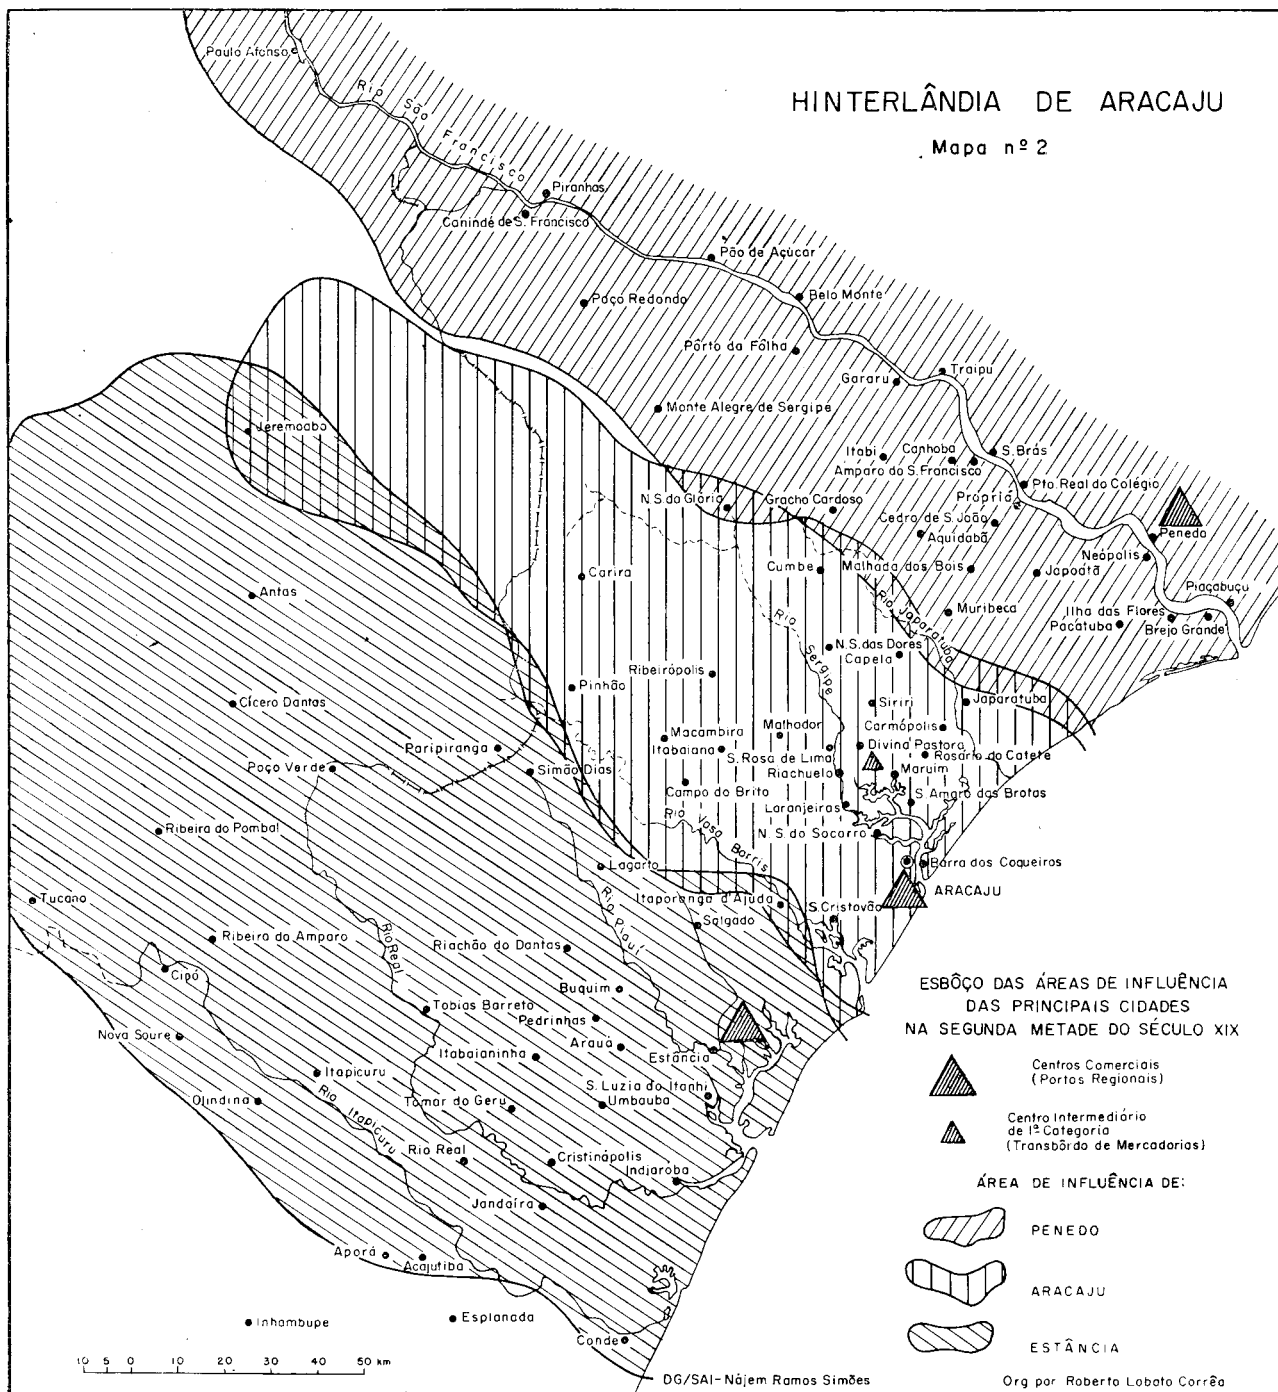 HINTERLÂNDIA DE ARACAJU
Mapa nº 2
Paulo Afonso
Rio São Francisco
Piranhas
Canindé de S. Francisco
Pão de Açúcar
Poço Redondo
Belo Monte
Pôrto da Fôlha
Traipu
Gararu
Monte Alegre de Sergipe
Jeremoabo
Itabi
Canhoba
S. Brás
Amparo do S. Francisco
Pto. Real do Colégio
N.S. da Glória
Gracho Cardoso
Propriá
Cedro de S. João
Aquidabã
Penedo
Neópolis
Carira
Cumbe
Malhada dos Bois
Japoatã
Piaçabuçu
Antas
Rio Japaratuba
Muribeca
Ilha das Flores
Pacatuba
Brejo Grande
Rio Sergipe
N.S. das Dores
Capela
Ribeirópolis
Pinhão
Cícero Dantas
Siriri
Japaratuba
Carmópolis
Macambira
Malhador
Itabaiana
Divina Pastora
Paripiranga
S. Rosa de Lima
Rosário do Catete
Poço Verde
Simão Dias
Riachuelo
Maruim
Campo do Brito
S. Amaro das Brotas
Laranjeiras
Ribeira do Pombal
Rio Vasa Barris
N. S. do Socorro
Lagarto
Barra dos Coqueiros
ARACAJU
Tucano
Itaporanga d'Ajuda
S. Cristovão
Rio Piauí
Salgado
Ribeira do Amparo
Rio Real
Riachão do Dantas
Cipó
Buquim
Tobias Barreto
Pedrinhas
Nova Soure
Arauá
Estância
Itabaianinha
Itapicuru
S. Luzia do Itanhi
Olindina
Tomar do Geru
Umbauba
Rio Itapicuru
Rio Real
Cristinápolis
Indiaroba
Jandaíra
Aporá
Acajutiba
Inhambupe
Esplanada
Conde
ESBÔÇO DAS ÁREAS DE INFLUÊNCIA
DAS PRINCIPAIS CIDADES
NA SEGUNDA METADE DO SÉCULO XIX
Centros Comerciais
(Portos Regionais)
Centro Intermediário
de 1ª Categoria
(Transbôrdo de Mercadorias)
ÁREA DE INFLUÊNCIA DE:
PENEDO
ARACAJU
ESTÂNCIA
10 5 0 10 20 30 40 50 km
DG/SAI-Nájem Ramos Simões
Org por Roberto Lobato Corrêa